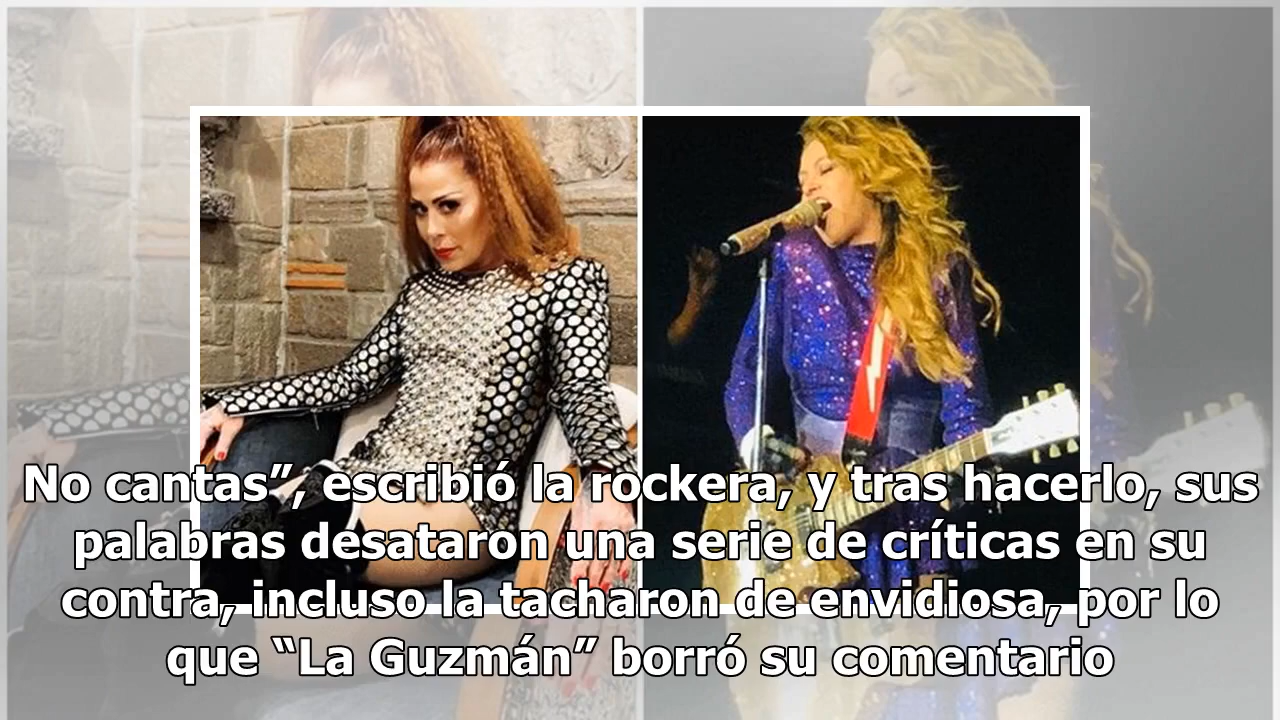 No cantas”, escribió la rockera, y tras hacerlo, sus
palabras desataron una serie de críticas en su
contra, incluso la tacharon de envidiosa, por lo
que “La Guzmán” borró su comentario